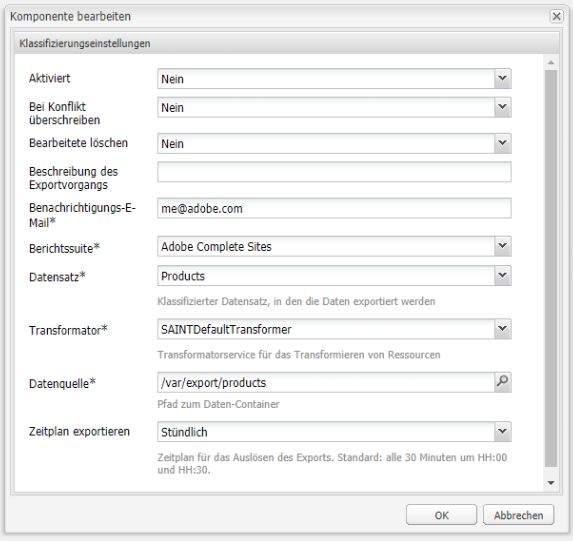 Komponente bearbeiten
Klassifizierungseinstellungen
Aktiviert
Nein
Bei Konflikt
überschreiben
Nein
Bearbeitete löschen
Nein
Beschreibung des
Exportvorgangs
Benachrichtigungs-E-
Mail*
me@adobe.com
Berichtssuite*
Adobe Complete Sites
Datensatz*
Products
Klassifizierter Datensatz, in den die Daten exportiert werden
Transformator*
SAINTDefaultTransformer
Transformatorservice für das Transformieren von Ressourcen
Datenquelle*
/var/export/products
Pfad zum Daten-Container
Zeitplan exportieren
Stündlich
Zeitplan für das Auslösen des Exports. Standard: alle 30 Minuten um HH:00
und HH:30.
OK
Abbrechen